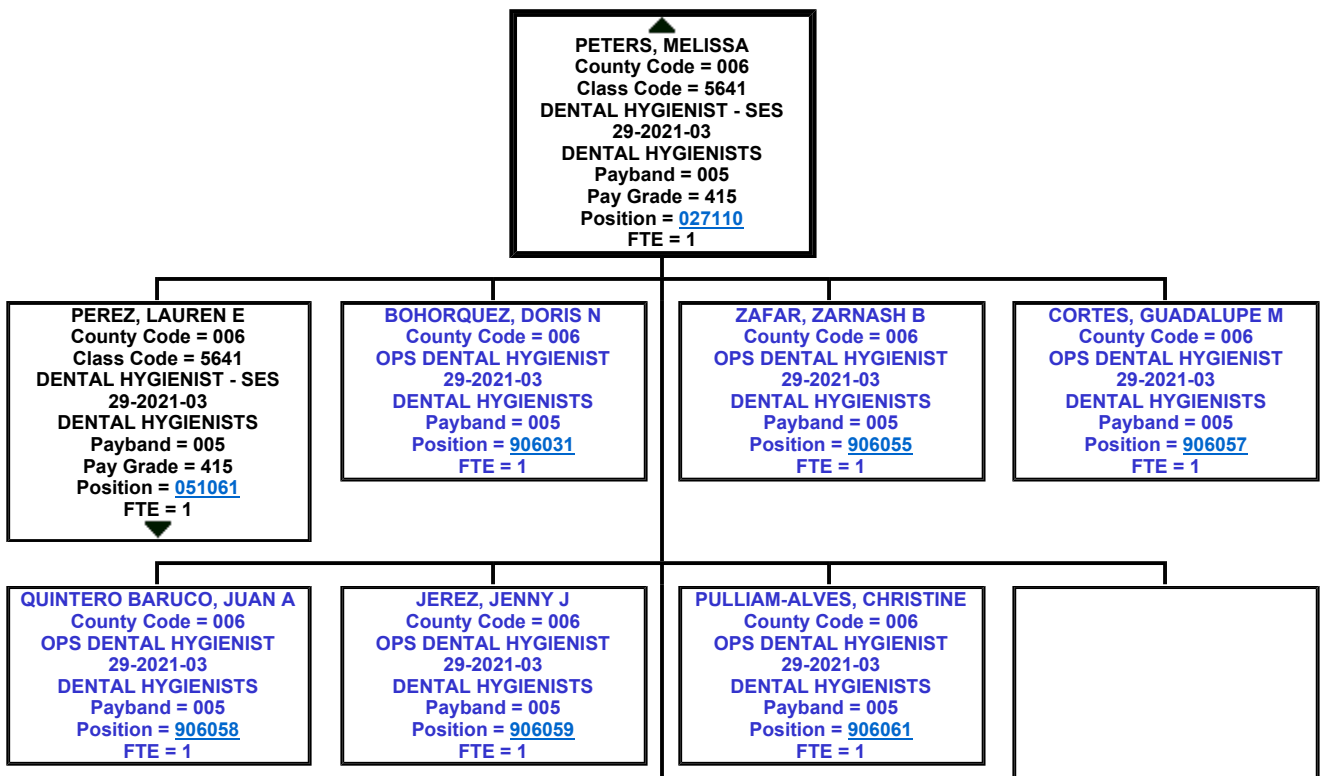 PETERS, MELISSA
County Code = 006
Class Code = 5641
DENTAL HYGIENIST - SES
29-2021-03
DENTAL HYGIENISTS
Payband = 005
Pay Grade = 415
Position = 027110
FTE = 1
PEREZ, LAUREN E
County Code = 006
Class Code = 5641
DENTAL HYGIENIST - SES
29-2021-03
DENTAL HYGIENISTS
Payband = 005
Pay Grade = 415
Position = 051061
FTE = 1
BOHORQUEZ, DORIS N
County Code = 006
OPS DENTAL HYGIENIST
29-2021-03
DENTAL HYGIENISTS
Payband = 005
Position = 906031
FTE = 1
ZAFAR, ZARNASH B
County Code = 006
OPS DENTAL HYGIENIST
29-2021-03
DENTAL HYGIENISTS
Payband = 005
Position = 906055
FTE = 1
CORTES, GUADALUPE M
County Code = 006
OPS DENTAL HYGIENIST
29-2021-03
DENTAL HYGIENISTS
Payband = 005
Position = 906057
FTE = 1
QUINTERO BARUCO, JUAN A
County Code = 006
OPS DENTAL HYGIENIST
29-2021-03
DENTAL HYGIENISTS
Payband = 005
Position = 906058
FTE = 1
JEREZ, JENNY J
County Code = 006
OPS DENTAL HYGIENIST
29-2021-03
DENTAL HYGIENISTS
Payband = 005
Position = 906059
FTE = 1
PULLIAM-ALVES, CHRISTINE
County Code = 006
OPS DENTAL HYGIENIST
29-2021-03
DENTAL HYGIENISTS
Payband = 005
Position = 906061
FTE = 1